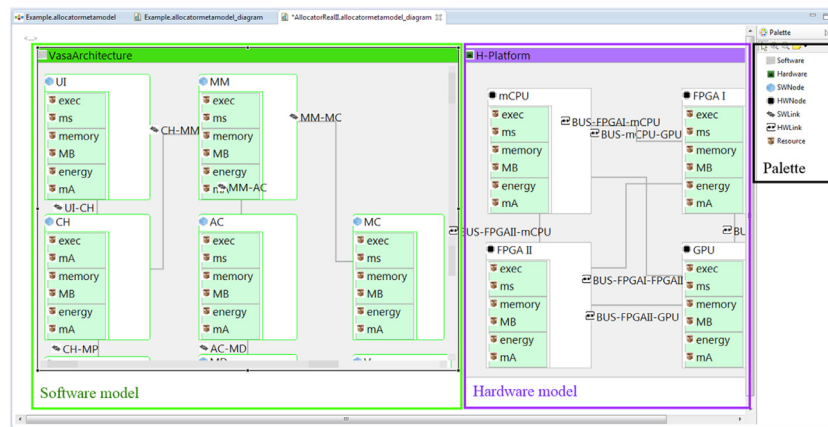 Example.allocatormetamodel
Example.allocatormetamodel_diagram
*AllocatorRealII.allocatormetamodel_diagram
VasaArchitecture
UI
exec
ms
memory
MB
energy
mA
MM
exec
ms
memory
MB
energy
CH-MM
MM-MC
MM-AC
UI-CH
CH
exec
mA
memory
MB
energy
mA
AC
exec
ms
memory
MB
energy
mA
MC
exec
ms
memory
MB
energy
mA
CH-MP
AC-MD
Software model
H-Platform
mCPU
exec
ms
memory
MB
energy
mA
FPGA I
exec
ms
memory
MB
energy
mA
BUS-FPGAI-mCPU
BUS-mCPU-GPU
BUS-FPGAII-mCPU
BU
FPGA II
exec
ms
memory
MB
energy
mA
GPU
exec
ms
memory
MB
energy
mA
BUS-FPGAI-FPGAII
BUS-FPGAII-GPU
Hardware model
Palette
Software
Hardware
SWNode
HWNode
SWLink
HWLink
Resource
Palette